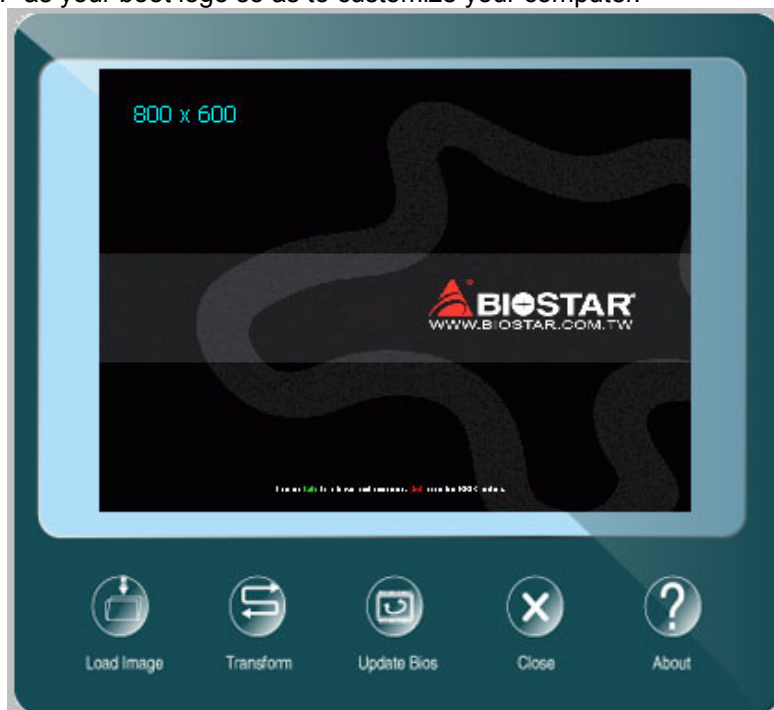 as your boot logo so as to customize your computer.
800 x 600
BIOSTAR
WWW.BIOSTAR.COM.TW
Load Image
Transform
Update Bios
Close
About